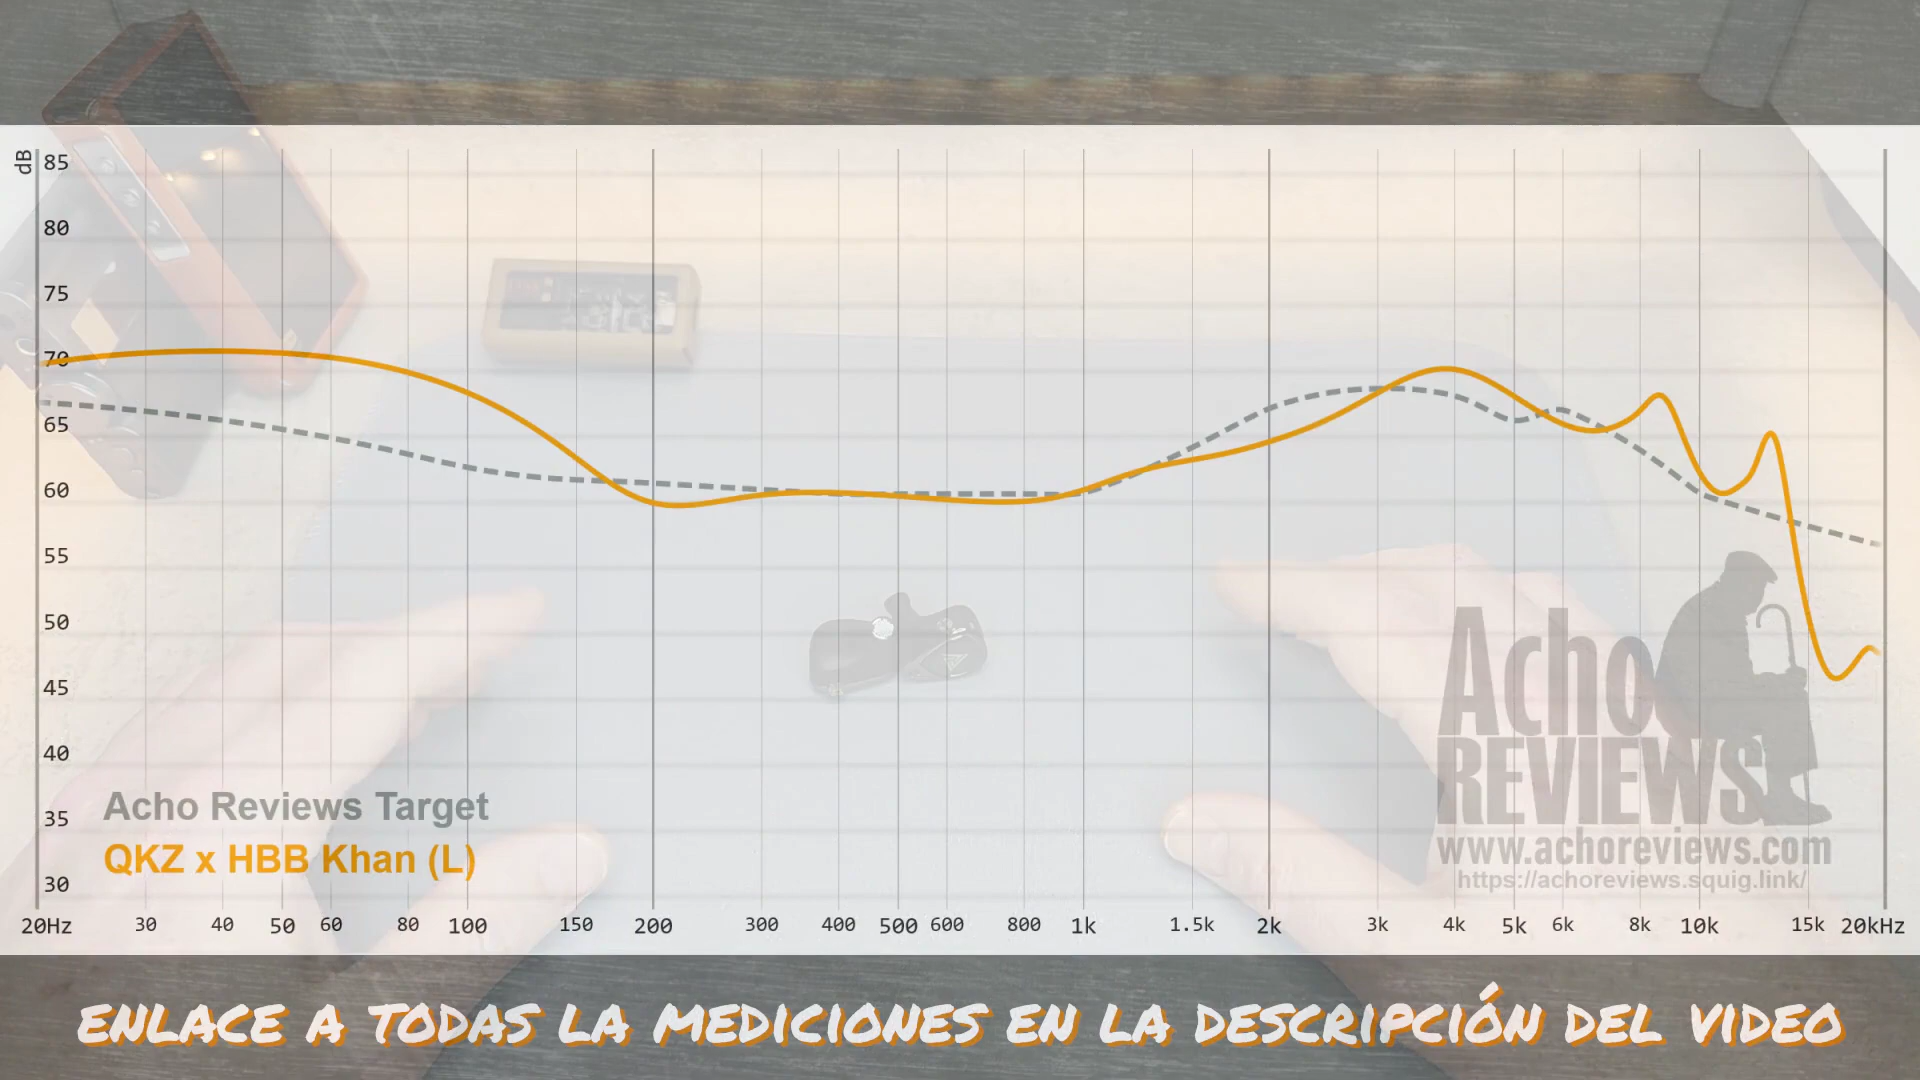 dB
85
80
75
70
65
60
55
50
45
40
35
30
Acho Reviews Target
QKZ x HBB Khan (L)
Acho
REVIEWS
www.achoreviews.com
https://achoreviews.squig.link/
20Hz 30 40 50 60 80 100 150 200 300 400 500 600 800 1k 1.5k 2k 3k 4k 5k 6k 8k 10k 15k 20kHz
ENLACE A TODAS LA MEDICIONES EN LA DESCRIPCIÓN DEL VIDEO